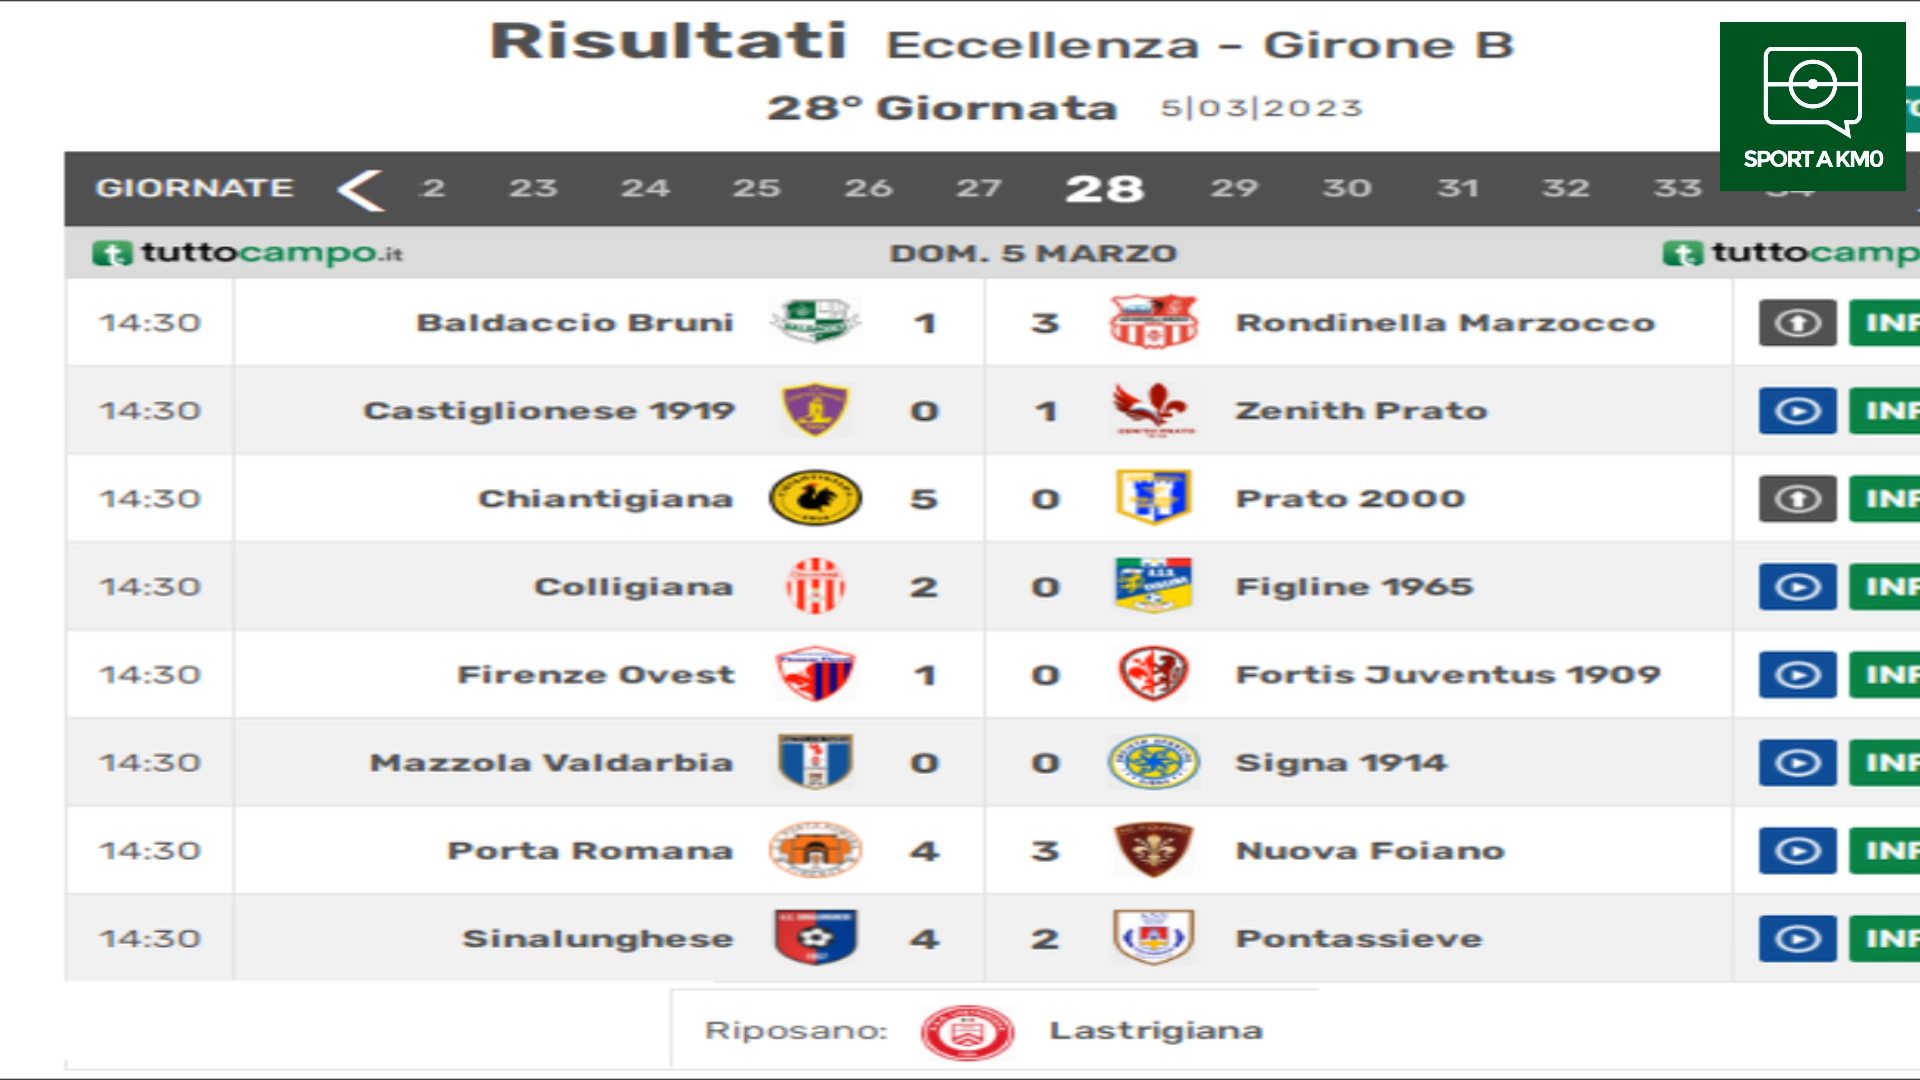 Risultati Eccellenza - Girone B
28º Giornata 5|03|2023
SPORT A KM0
GIORNATE 23 24 25 26 27 28 29 30 31 32 33
tuttocampo.it DOM. 5 MARZO tuttocamp
14:30 Baldaccio Bruni 1 3 Rondinella Marzocco INF
14:30 Castiglionese 1919 0 1 Zenith Prato INF
14:30 Chiantigiana 5 0 Prato 2000 INF
14:30 Colligiana 2 0 Figline 1965 INF
14:30 Firenze Ovest 1 0 Fortis Juventus 1909 INF
14:30 Mazzola Valdarbia 0 0 Signa 1914 INF
14:30 Porta Romana 4 3 Nuova Foiano INF
14:30 Sinalunghese 4 2 Pontassieve INF
Riposano: Lastrigiana